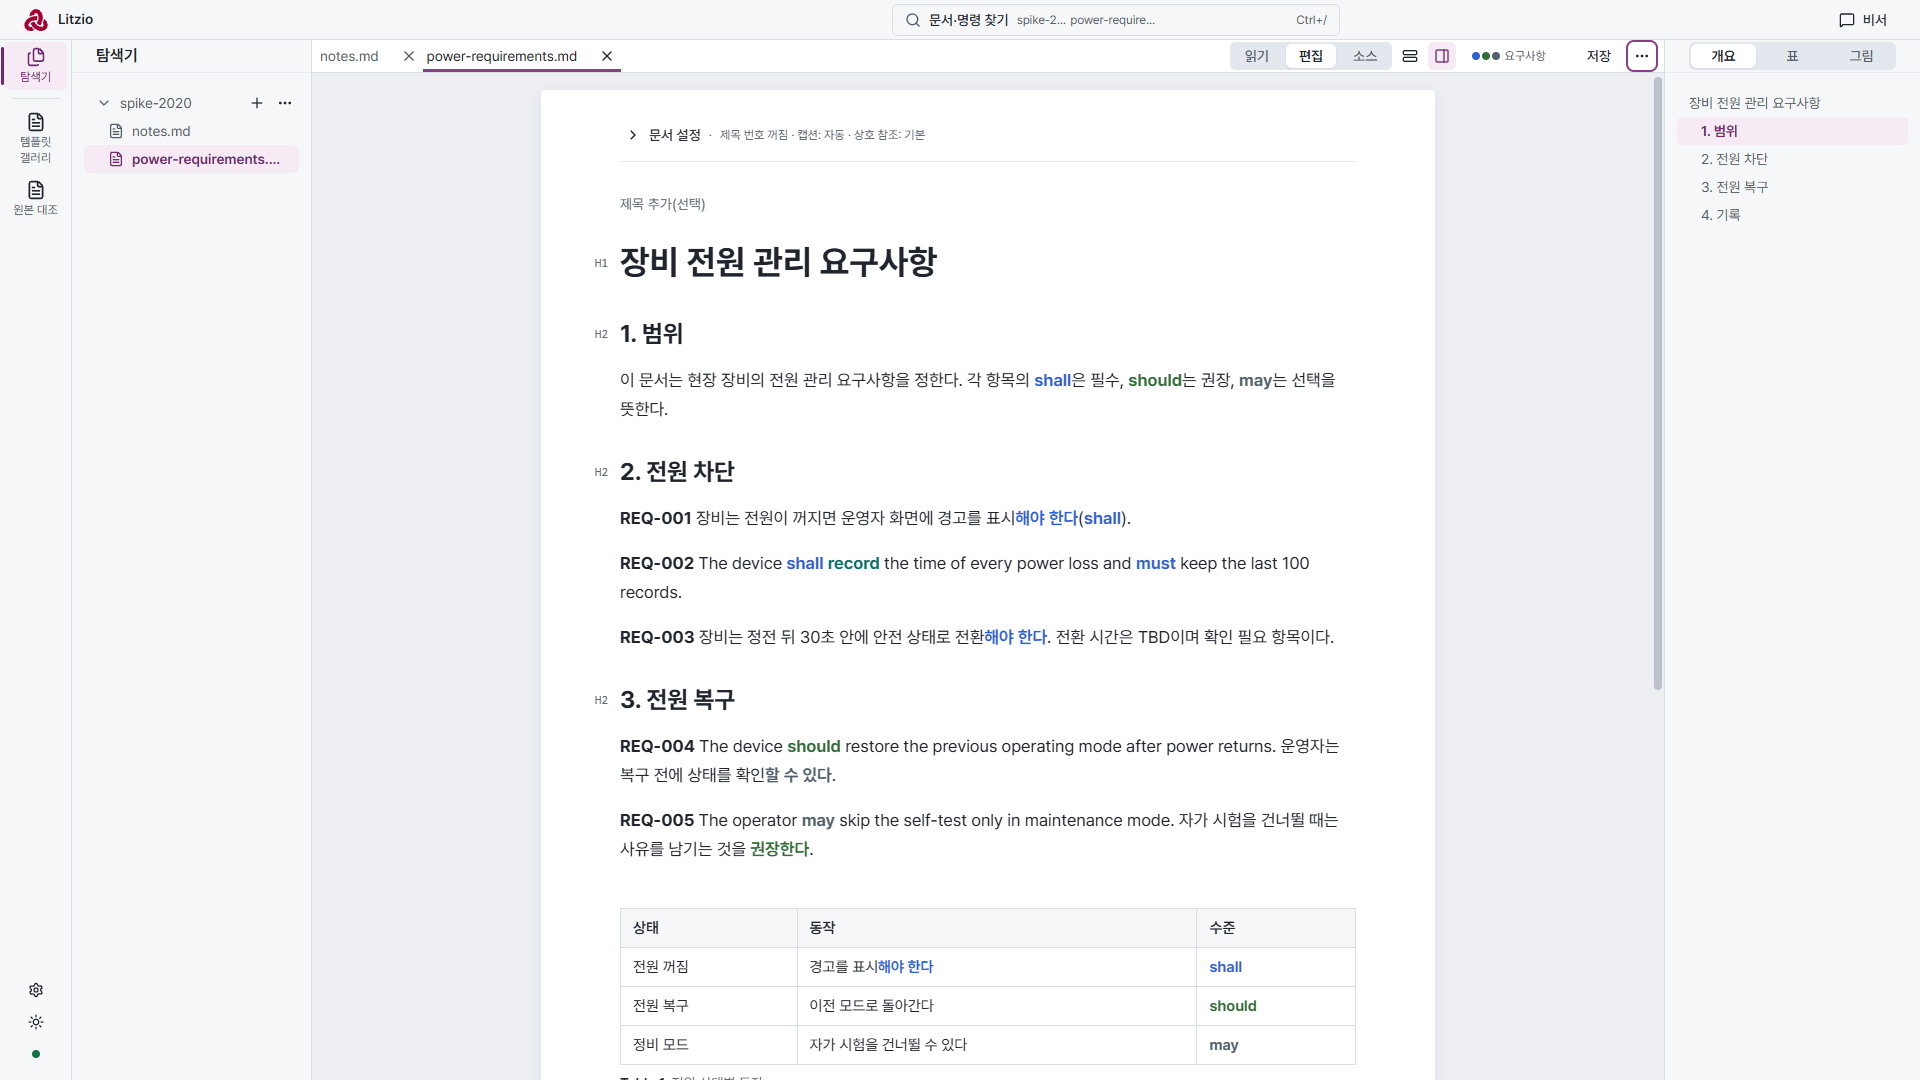 Litzio
문서·명령 찾기 spike-2... power-require... Ctrl+/
비서
탐색기
템플릿
갤러리
원본 대조
탐색기
spike-2020
notes.md
power-requirements....
notes.md
power-requirements.md
읽기 편집 소스
요구사항
저장
개요 표 그림
문서 설정 · 제목 번호 꺼짐 · 캡션: 자동 · 상호 참조: 기본
제목 추가(선택)
H1 장비 전원 관리 요구사항
H2 1. 범위
이 문서는 현장 장비의 전원 관리 요구사항을 정한다. 각 항목의 shall은 필수, should는 권장, may는 선택을
뜻한다.
H2 2. 전원 차단
REQ-001 장비는 전원이 꺼지면 운영자 화면에 경고를 표시해야 한다(shall).
REQ-002 The device shall record the time of every power loss and must keep the last 100
records.
REQ-003 장비는 정전 뒤 30초 안에 안전 상태로 전환해야 한다. 전환 시간은 TBD이며 확인 필요 항목이다.
H2 3. 전원 복구
REQ-004 The device should restore the previous operating mode after power returns. 운영자는
복구 전에 상태를 확인할 수 있다.
REQ-005 The operator may skip the self-test only in maintenance mode. 자가 시험을 건너뛸 때는
사유를 남기는 것을 권장한다.
상태 동작 수준
전원 꺼짐 경고를 표시해야 한다 shall
전원 복구 이전 모드로 돌아간다 should
정비 모드 자가 시험을 건너뛸 수 있다 may
장비 전원 관리 요구사항
1. 범위
2. 전원 차단
3. 전원 복구
4. 기록